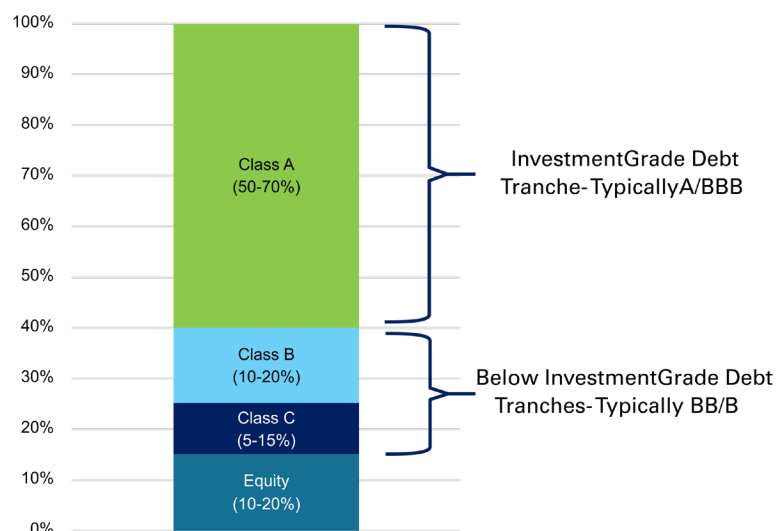 100%
90%
80%
70%
60%
50%
40%
30%
20%
10%
0%
Class A
(50-70%)
Class B
(10-20%)
Class C
(5-15%)
Equity
(10-20%)
InvestmentGrade Debt
Tranche-TypicallyA/BBB
Below InvestmentGrade Debt
Tranches-Typically BB/B